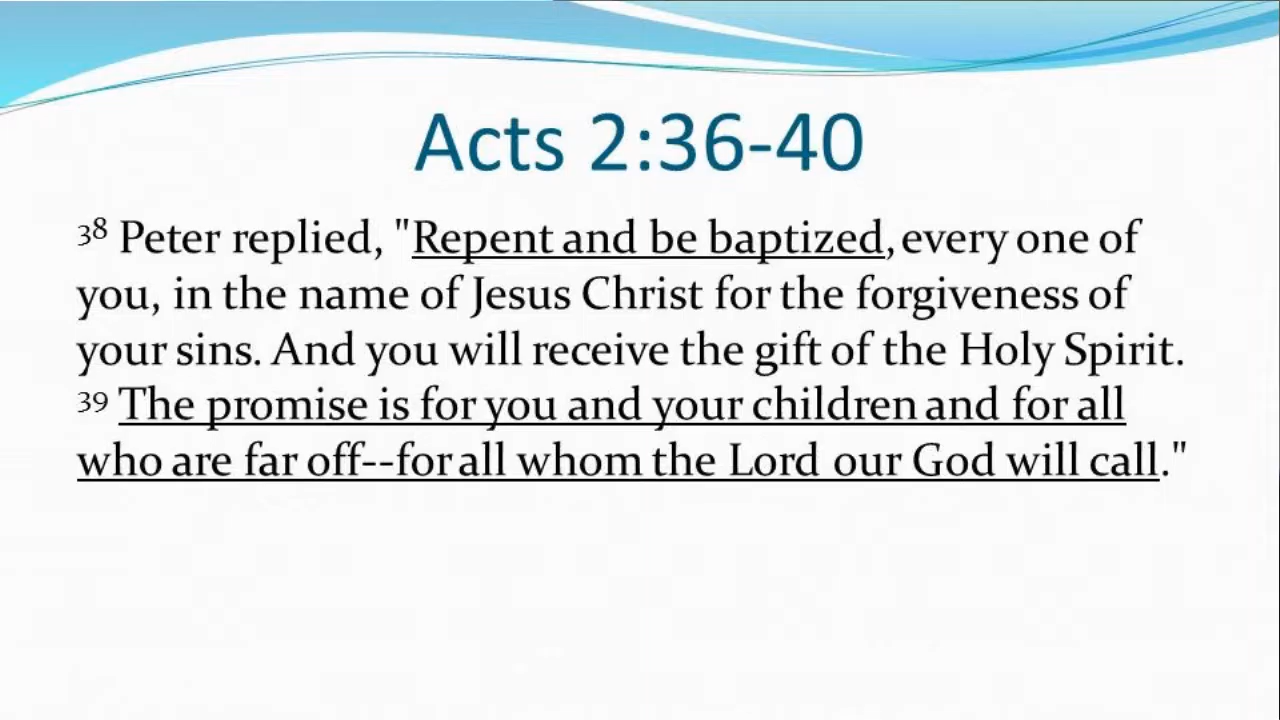 Acts 2:36-40
38 Peter replied, "Repent and be baptized, every one of
you, in the name of Jesus Christ for the forgiveness of
your sins. And you will receive the gift of the Holy Spirit.
39 The promise is for you and your children and for all
who are far off--for all whom the Lord our God will call."